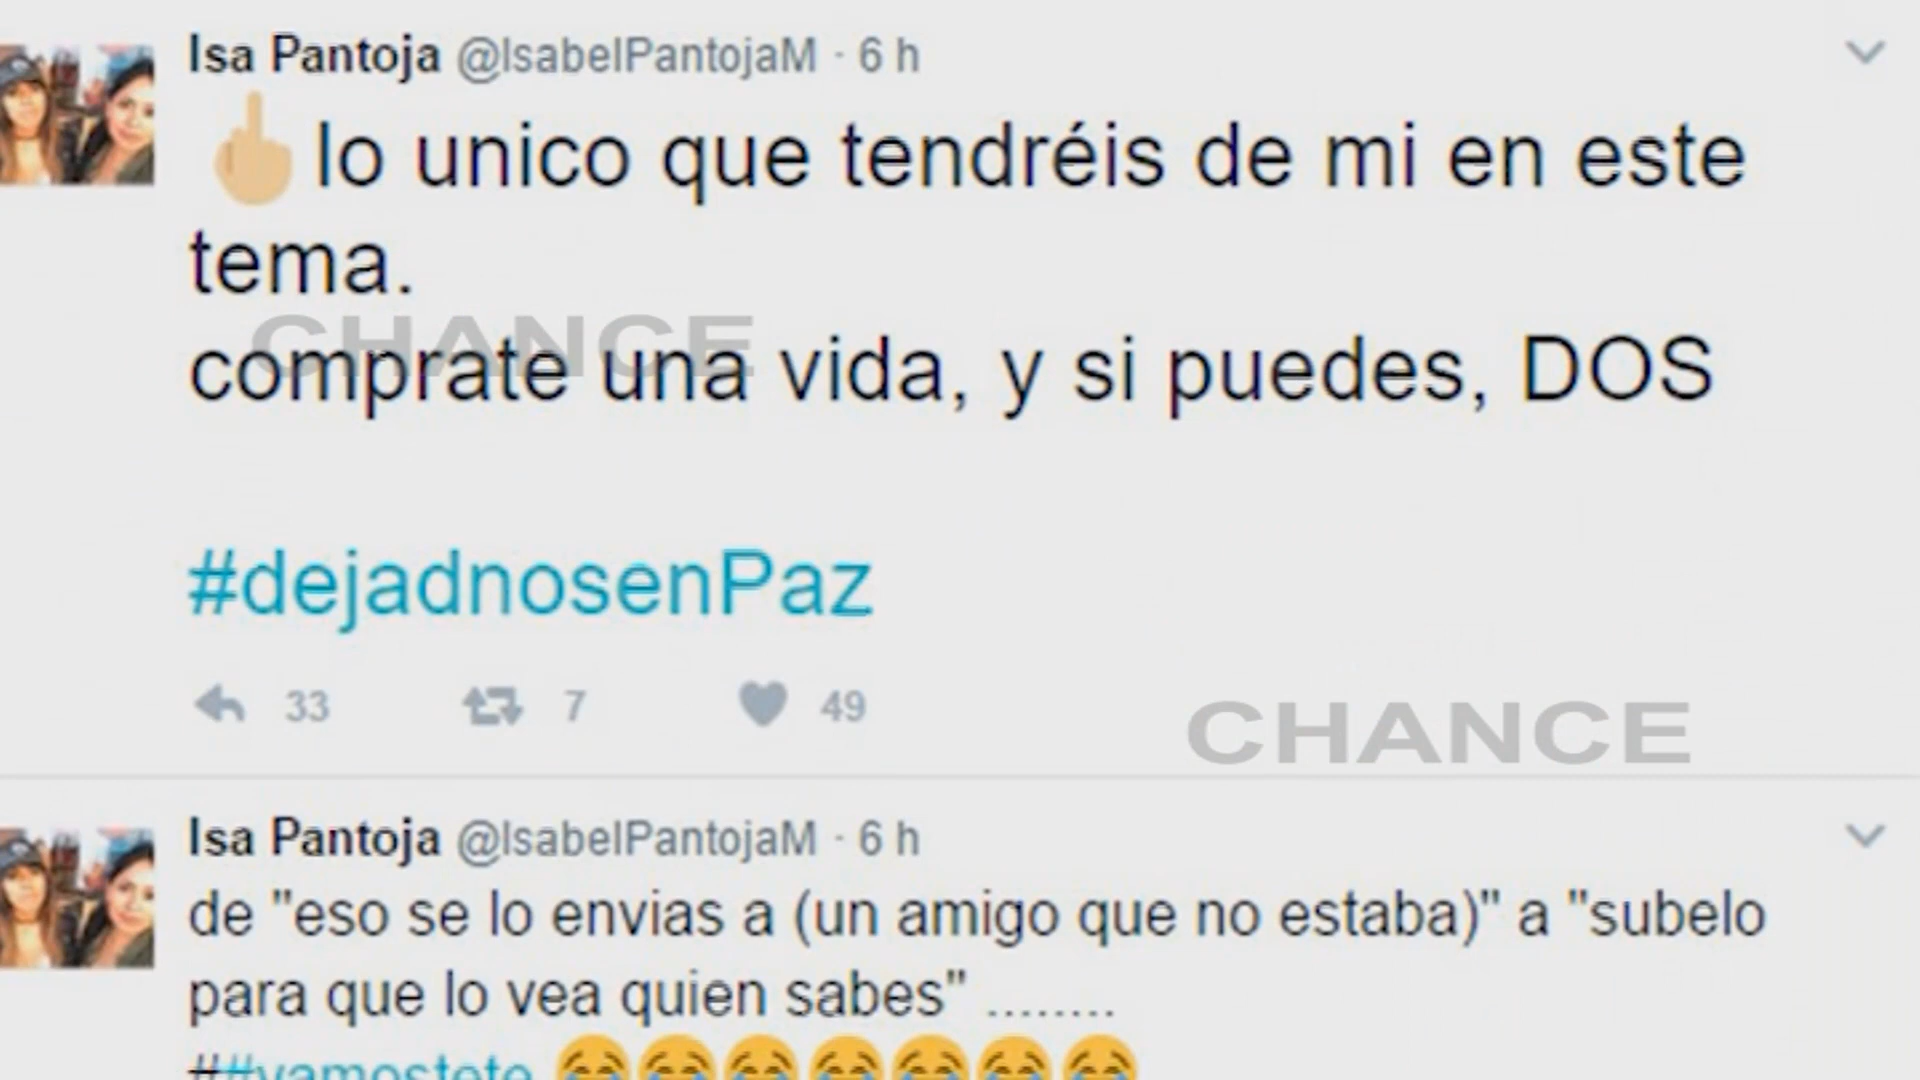 Isa Pantoja @IsabelPantojaM · 6 h
🖕lo unico que tendréis de mi en este
tema.
CHANCE
comprate una vida, y si puedes, DOS
#dejadnosenPaz
33 7 49
CHANCE
Isa Pantoja @IsabelPantojaM · 6 h
de "eso se lo envias a (un amigo que no estaba)" a "subelo
para que lo vea quien sabes" ........
##vamostete 😂😂😂😂😂😂😂